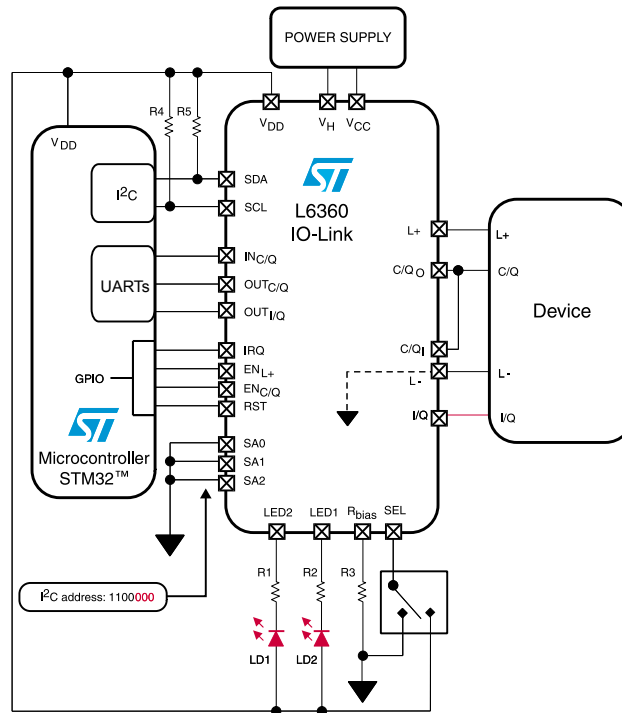 POWER SUPPLY
R4
R5
VDD
VH
VCC
VDD
ST
I2C
SDA
SCL
L6360
IO-Link
L+
L+
INC/Q
C/QO
C/Q
UARTs
OUTC/Q
OUTI/Q
Device
IRQ
C/QI
GPIO
ENL+
L-
L-
ENC/Q
RST
I/Q
I/Q
ST
Microcontroller
STM32™
SA0
SA1
SA2
LED2
LED1
Rbias
SEL
R1
R2
R3
I2C address: 1100000
LD1
LD2